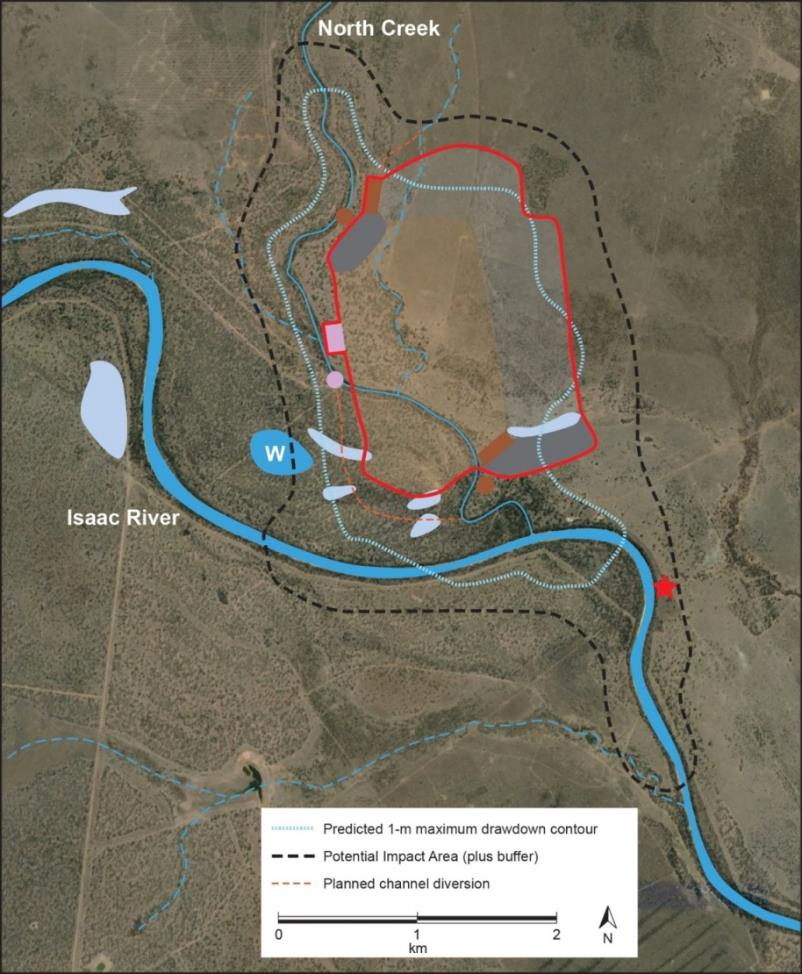 North Creek
W
Isaac River
Predicted 1-m maximum drawdown contour
Potential Impact Area (plus buffer)
Planned channel diversion
0 1 2
km
N